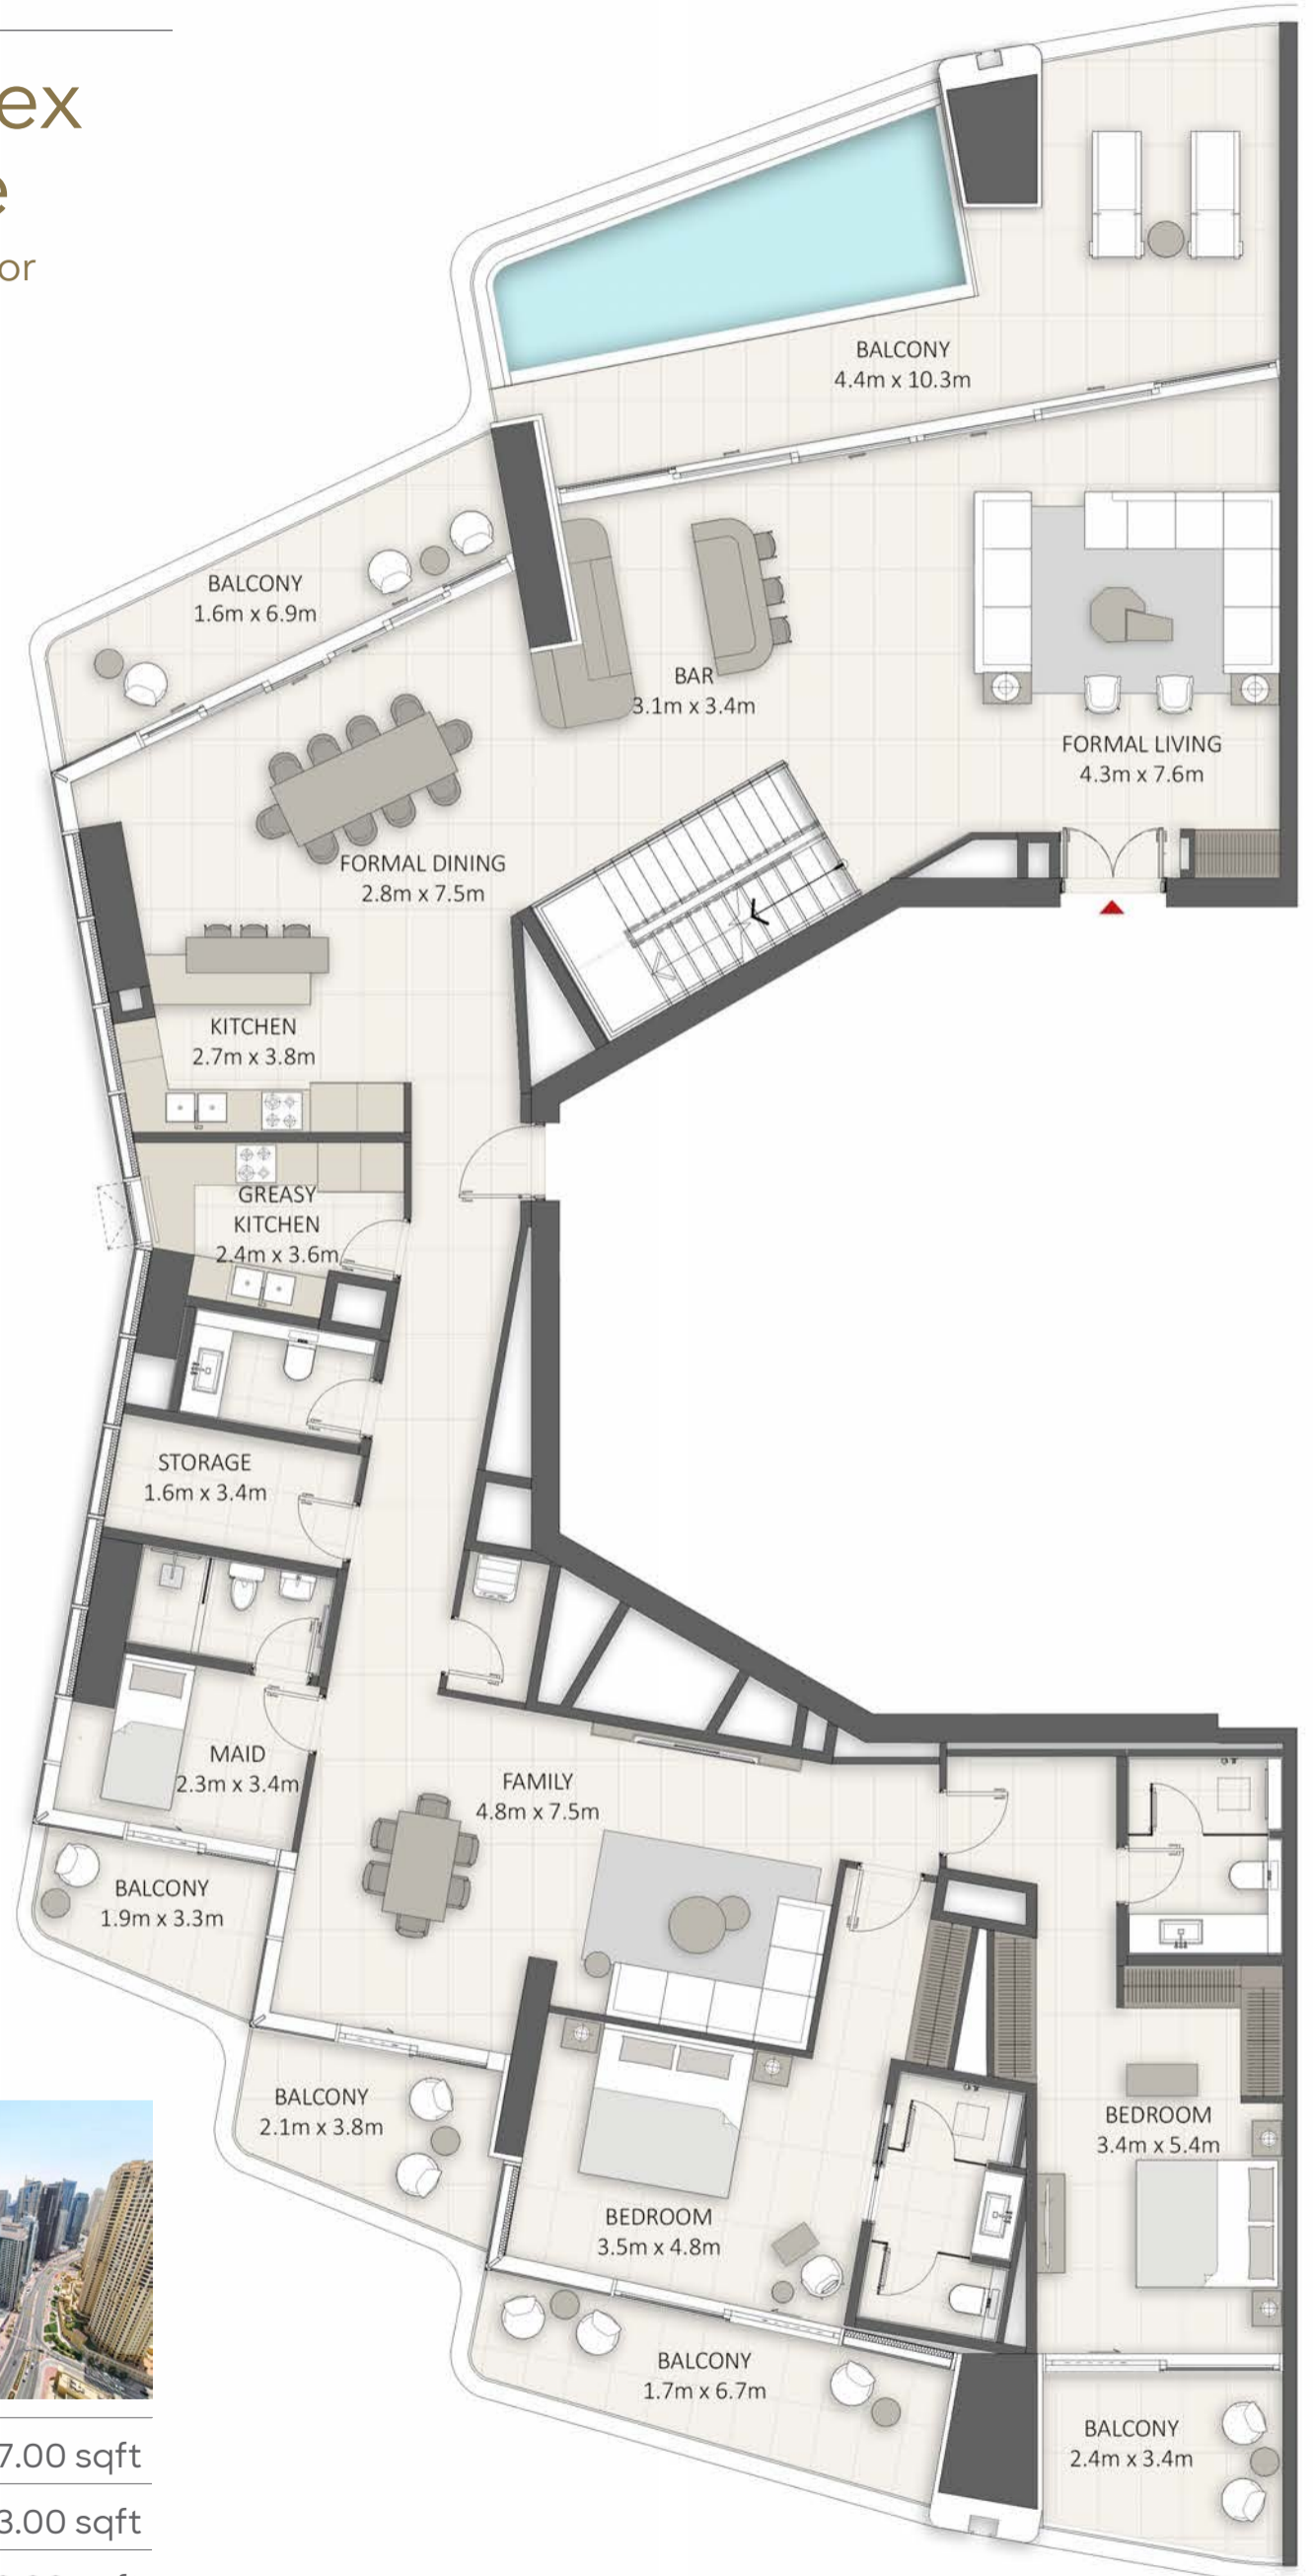 ex
e
or
BALCONY
4.4m x 10.3m
BALCONY
1.6m x 6.9m
BAR
3.1m x 3.4m
FORMAL LIVING
4.3m x 7.6m
FORMAL DINING
2.8m x 7.5m
KITCHEN
2.7m x 3.8m
GREASY
KITCHEN
2.4m x 3.6m
STORAGE
1.6m x 3.4m
MAID
2.3m x 3.4m
FAMILY
4.8m x 7.5m
BALCONY
1.9m x 3.3m
BALCONY
2.1m x 3.8m
BEDROOM
3.4m x 5.4m
BEDROOM
3.5m x 4.8m
BALCONY
1.7m x 6.7m
BALCONY
2.4m x 3.4m
7.00 sqft
3.00 sqft